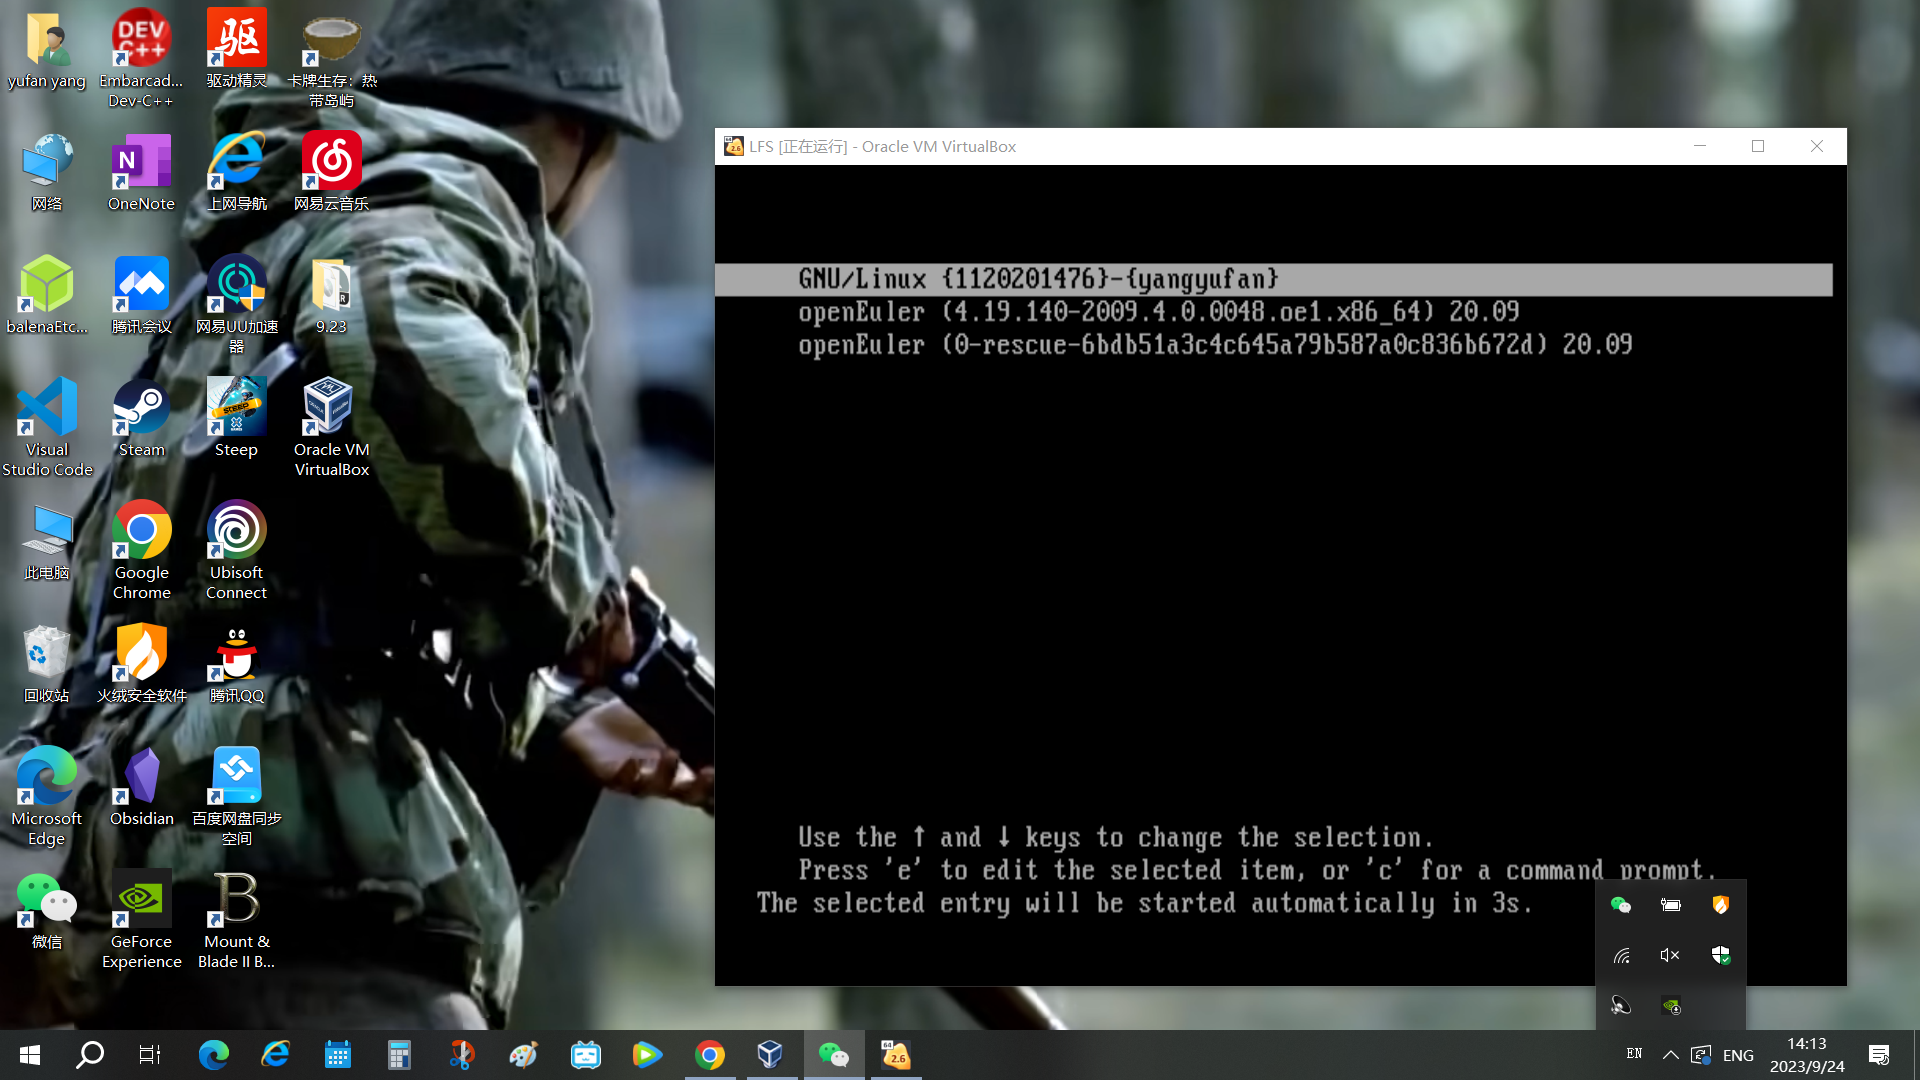 yufan yang
DEV
C++
Embarcad...
Dev-C++
驱
驱动精灵
卡牌生存：热
带岛屿
网络
N
OneNote
上网导航
网易云音乐
balenaEtc...
腾讯会议
网易UU加速
器
9.23
Visual
Studio Code
Steam
STEEP
Steep
Oracle VM
VirtualBox
此电脑
Google
Chrome
Ubisoft
Connect
回收站
火绒安全软件
腾讯QQ
Microsoft
Edge
Obsidian
百度网盘同步
空间
微信
GeForce
Experience
B
Mount &
Blade II B...
LFS [正在运行] - Oracle VM VirtualBox
GNU/Linux {1120201476}-{yangyufan}
openEuler (4.19.140-2009.4.0.0048.oe1.x86_64) 20.09
openEuler (0-rescue-6bdb51a3c4c645a79b587a0c836b672d) 20.09
Use the ↑ and ↓ keys to change the selection.
Press 'e' to edit the selected item, or 'c' for a command prompt.
The selected entry will be started automatically in 3s.
64
2.6
EN
ENG
14:13
2023/9/24